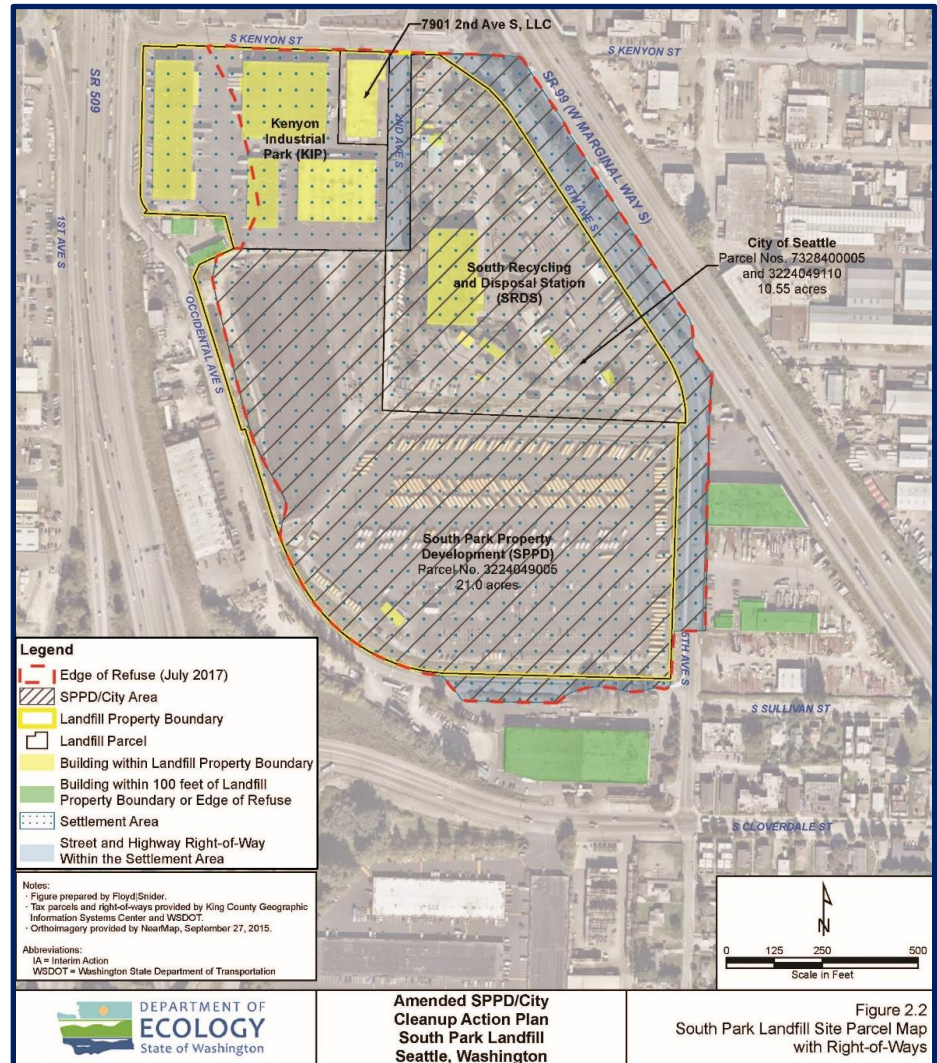 7901 2nd Ave S, LLC
S KENYON ST
S KENYON ST
SR 509
SR 99 (W MARGINAL WAY S)
2ND AVE S
Kenyon
Industrial
Park (KIP)
1ST AVE S
6TH AVE S
City of Seattle
Parcel Nos. 7328400005
and 3224049110
10.55 acres
South Recycling
and Disposal Station
(SRDS)
OCCIDENTAL AVE S
South Park Property
Development (SPPD)
Parcel No. 3224049005
21.0 acres
5TH AVE S
S SULLIVAN ST
S CLOVERDALE ST
Legend
Edge of Refuse (July 2017)
SPPD/City Area
Landfill Property Boundary
Landfill Parcel
Building within Landfill Property Boundary
Building within 100 feet of Landfill
Property Boundary or Edge of Refuse
Settlement Area
Street and Highway Right-of-Way
Within the Settlement Area
Notes:
· Figure prepared by Floyd|Snider.
· Tax parcels and right-of-ways provided by King County Geographic
Information Systems Center and WSDOT.
· Orthoimagery provided by NearMap, September 27, 2015.
Abbreviations:
IA = Interim Action
WSDOT = Washington State Department of Transportation
N
0 125 250 500
Scale in Feet
DEPARTMENT OF
ECOLOGY
State of Washington
Amended SPPD/City
Cleanup Action Plan
South Park Landfill
Seattle, Washington
Figure 2.2
South Park Landfill Site Parcel Map
with Right-of-Ways